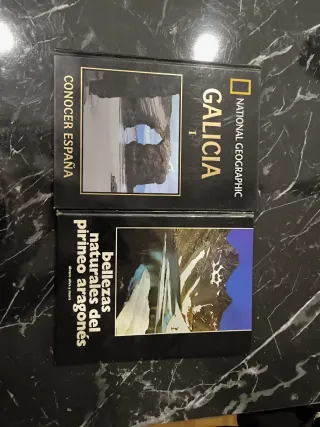 NATIONAL GEOGRAPHIC
GALICIA
I
CONOCER ESPAÑA
bellezas
naturales del
pirineo aragonés